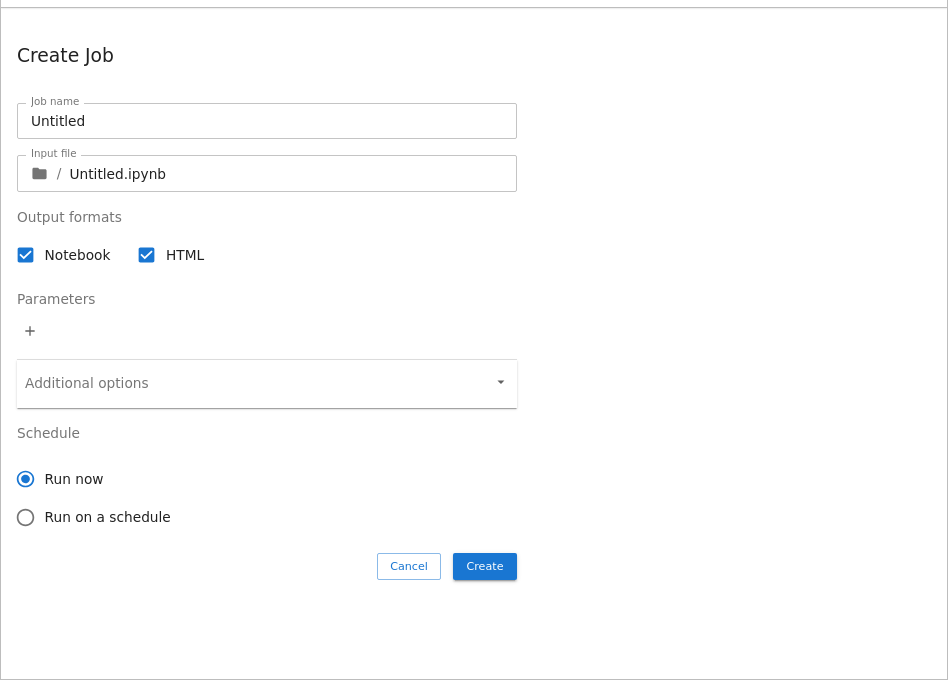 Create Job
Job name
Untitled
Input file
/ Untitled.ipynb
Output formats
Notebook HTML
Parameters
+
Additional options
Schedule
Run now
Run on a schedule
Cancel Create